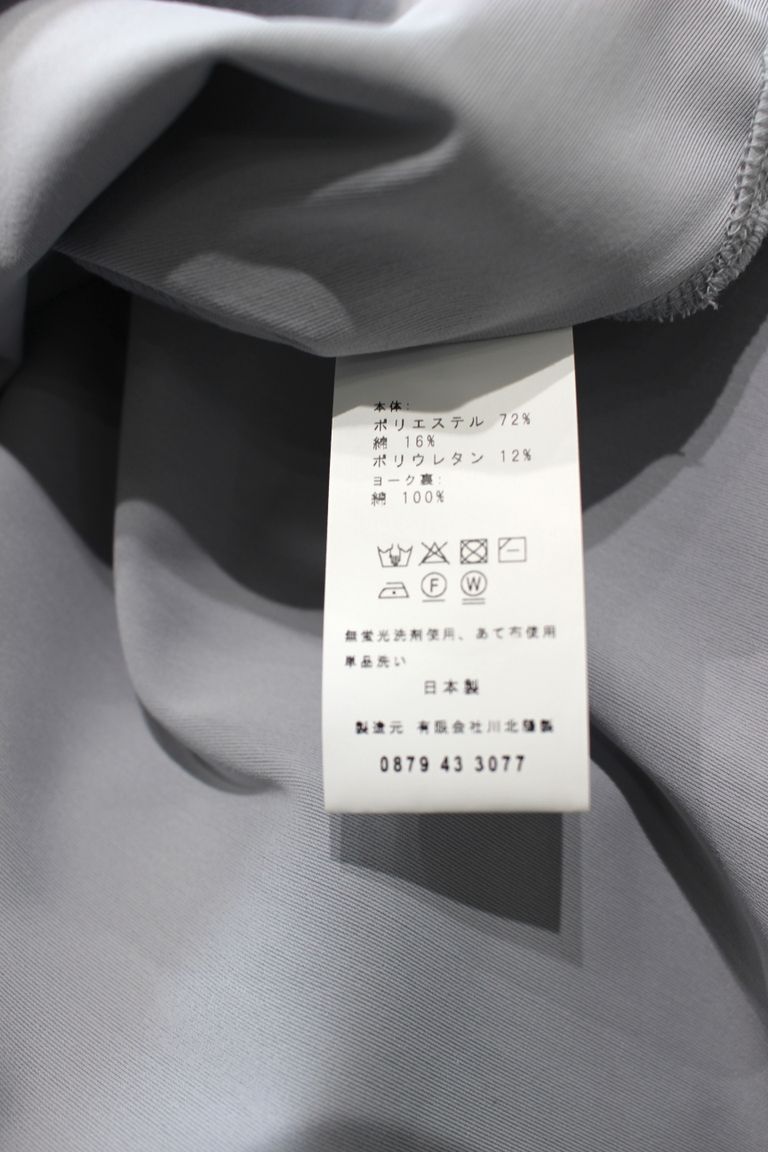 本体:
ポリエステル 72%
綿 16%
ポリウレタン 12%
ヨーク裏:
綿 100%
F W
無蛍光洗剤使用、あて布使用
単品洗い
日本製
製造元 有限会社川北縫製
0879 43 3077